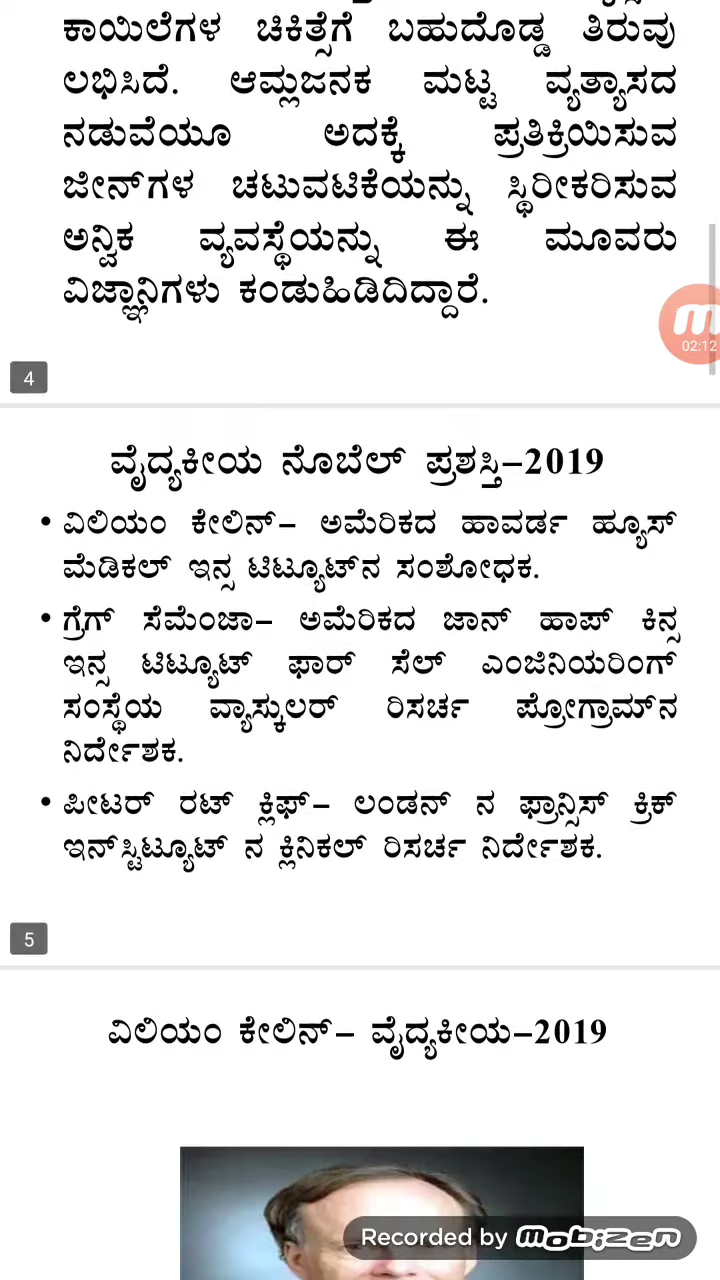 ಕಾಯಿಲೆಗಳ ಚಿಕಿತ್ಸೆಗೆ ಬಹುದೊಡ್ಡ ತಿರುವು
ಲಭಿಸಿದೆ. ಆಮ್ಲಜನಕ ಮಟ್ಟ ವ್ಯತ್ಯಾಸದ
ನಡುವೆಯೂ ಅದಕ್ಕೆ ಪ್ರತಿಕ್ರಿಯಿಸುವ
ಜೀನ್‌ಗಳ ಚಟುವಟಿಕೆಯನ್ನು ಸ್ಥಿರೀಕರಿಸುವ
ಅನ್ವಿಕ ವ್ಯವಸ್ಥೆಯನ್ನು ಈ ಮೂವರು
ವಿಜ್ಞಾನಿಗಳು ಕಂಡುಹಿಡಿದಿದ್ದಾರೆ.
02:12
4
ವೈದ್ಯಕೀಯ ನೊಬೆಲ್ ಪ್ರಶಸ್ತಿ–2019
• ವಿಲಿಯಂ ಕೇಲಿನ್– ಅಮೆರಿಕದ ಹಾವರ್ಡ ಹ್ಯೂಸ್
ಮೆಡಿಕಲ್ ಇನ್ಸ ಟಿಟ್ಯೂಟ್‌ನ ಸಂಶೋಧಕ.
• ಗ್ರೆಗ್ ಸೆಮೆಂಜಾ– ಅಮೆರಿಕದ ಜಾನ್ ಹಾಪ್ ಕಿನ್ಸ
ಇನ್ಸ ಟಿಟ್ಯೂಟ್ ಫಾರ್ ಸೆಲ್ ಎಂಜಿನಿಯರಿಂಗ್
ಸಂಸ್ಥೆಯ ವ್ಯಾಸ್ಕುಲರ್ ರಿಸರ್ಚ ಪ್ರೋಗ್ರಾಮ್‌ನ
ನಿರ್ದೇಶಕ.
• ಪೀಟರ್ ರಟ್ ಕ್ಲಿಫ್– ಲಂಡನ್ ನ ಫ್ರಾನ್ಸಿಸ್ ಕ್ರಿಕ್
ಇನ್‌ಸ್ಟಿಟ್ಯೂಟ್ ನ ಕ್ಲಿನಿಕಲ್ ರಿಸರ್ಚ ನಿರ್ದೇಶಕ.
5
ವಿಲಿಯಂ ಕೇಲಿನ್– ವೈದ್ಯಕೀಯ–2019
Recorded by mobizen